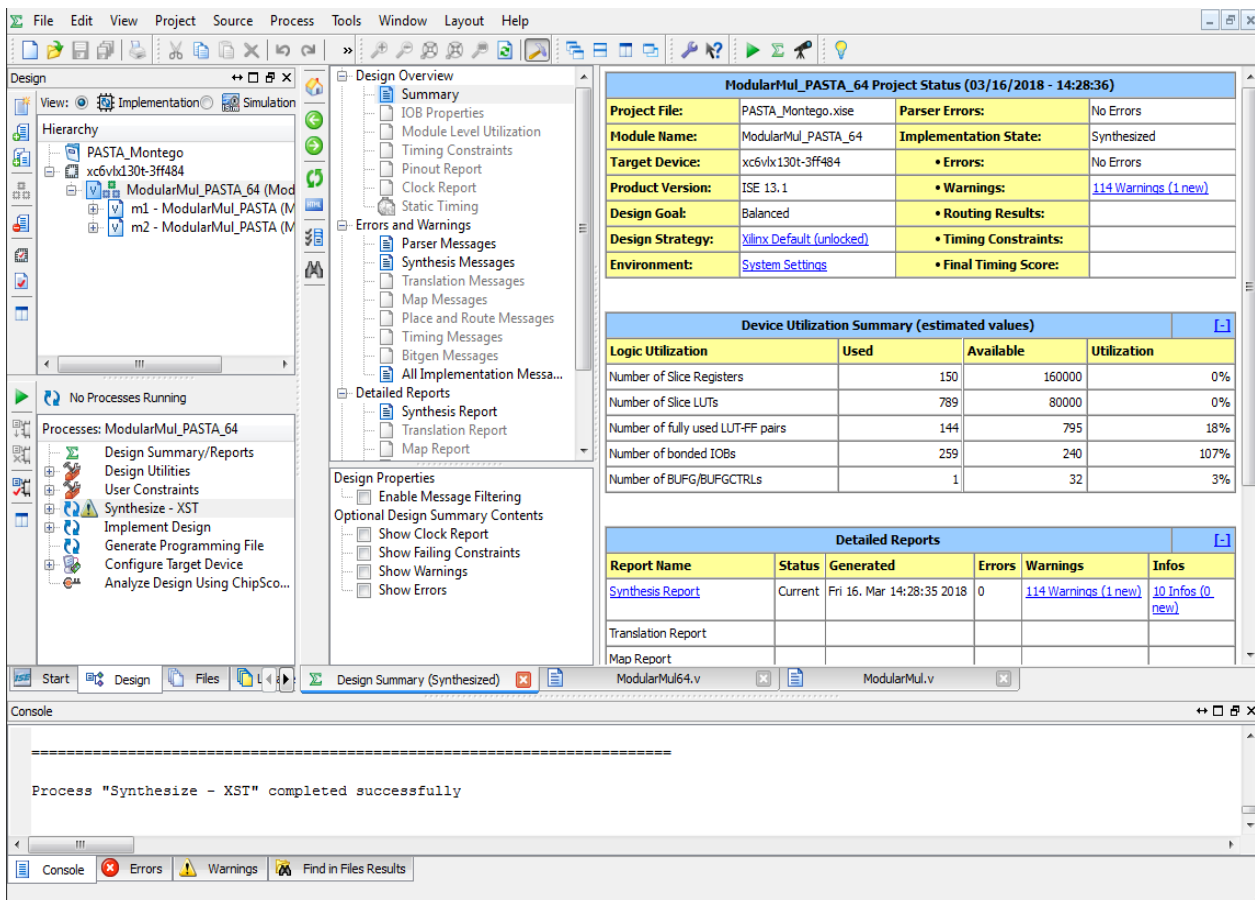 File Edit View Project Source Process Tools Window Layout Help
Design
View: Implementation Simulation
Hierarchy
PASTA_Montego
xc6vlx130t-3ff484
ModularMul_PASTA_64 (Mod
m1 - ModularMul_PASTA (M
m2 - ModularMul_PASTA (M
No Processes Running
Processes: ModularMul_PASTA_64
Design Summary/Reports
Design Utilities
User Constraints
Synthesize - XST
Implement Design
Generate Programming File
Configure Target Device
Analyze Design Using ChipSco...
Start Design Files
Design Overview
Summary
IOB Properties
Module Level Utilization
Timing Constraints
Pinout Report
Clock Report
Static Timing
Errors and Warnings
Parser Messages
Synthesis Messages
Translation Messages
Map Messages
Place and Route Messages
Timing Messages
Bitgen Messages
All Implementation Messa...
Detailed Reports
Synthesis Report
Translation Report
Map Report
Design Properties
Enable Message Filtering
Optional Design Summary Contents
Show Clock Report
Show Failing Constraints
Show Warnings
Show Errors
ModularMul_PASTA_64 Project Status (03/16/2018 - 14:28:36)
Project File: PASTA_Montego.xise Parser Errors: No Errors
Module Name: ModularMul_PASTA_64 Implementation State: Synthesized
Target Device: xc6vlx130t-3ff484 • Errors: No Errors
Product Version: ISE 13.1 • Warnings: 114 Warnings (1 new)
Design Goal: Balanced • Routing Results:
Design Strategy: Xilinx Default (unlocked) • Timing Constraints:
Environment: System Settings • Final Timing Score:
Device Utilization Summary (estimated values) [-]
Logic Utilization Used Available Utilization
Number of Slice Registers 150 160000 0%
Number of Slice LUTs 789 80000 0%
Number of fully used LUT-FF pairs 144 795 18%
Number of bonded IOBs 259 240 107%
Number of BUFG/BUFGCTRLs 1 32 3%
Detailed Reports [-]
Report Name Status Generated Errors Warnings Infos
Synthesis Report Current Fri 16. Mar 14:28:35 2018 0 114 Warnings (1 new) 10 Infos (0
new)
Translation Report
Map Report
Design Summary (Synthesized) ModularMul64.v ModularMul.v
Console
=========================================================================
Process "Synthesize - XST" completed successfully
Console Errors Warnings Find in Files Results